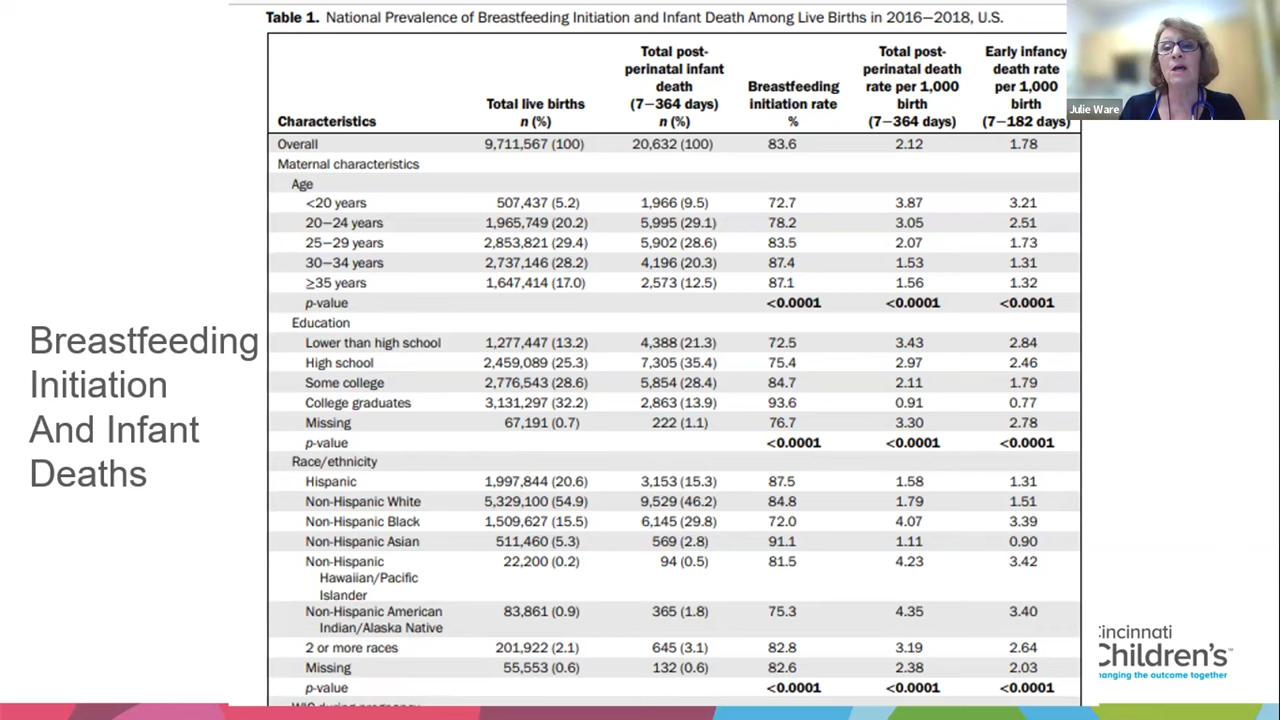 Table 1. National Prevalence of Breastfeeding Initiation and Infant Death Among Live Births in 2016–2018, U.S.
Characteristics Total live births n (%) Total post-perinatal infant death (7–364 days) n (%) Breastfeeding initiation rate % Total post-perinatal death rate per 1,000 birth (7–364 days) Early infancy death rate per 1,000 birth (7–182 days)
Overall 9,711,567 (100) 20,632 (100) 83.6 2.12 1.78
Maternal characteristics
Age
<20 years 507,437 (5.2) 1,966 (9.5) 72.7 3.87 3.21
20–24 years 1,965,749 (20.2) 5,995 (29.1) 78.2 3.05 2.51
25–29 years 2,853,821 (29.4) 5,902 (28.6) 83.5 2.07 1.73
30–34 years 2,737,146 (28.2) 4,196 (20.3) 87.4 1.53 1.31
≥35 years 1,647,414 (17.0) 2,573 (12.5) 87.1 1.56 1.32
p-value <0.0001 <0.0001 <0.0001
Education
Lower than high school 1,277,447 (13.2) 4,388 (21.3) 72.5 3.43 2.84
High school 2,459,089 (25.3) 7,305 (35.4) 75.4 2.97 2.46
Some college 2,776,543 (28.6) 5,854 (28.4) 84.7 2.11 1.79
College graduates 3,131,297 (32.2) 2,863 (13.9) 93.6 0.91 0.77
Missing 67,191 (0.7) 222 (1.1) 76.7 3.30 2.78
p-value <0.0001 <0.0001 <0.0001
Race/ethnicity
Hispanic 1,997,844 (20.6) 3,153 (15.3) 87.5 1.58 1.31
Non-Hispanic White 5,329,100 (54.9) 9,529 (46.2) 84.8 1.79 1.51
Non-Hispanic Black 1,509,627 (15.5) 6,145 (29.8) 72.0 4.07 3.39
Non-Hispanic Asian 511,460 (5.3) 569 (2.8) 91.1 1.11 0.90
Non-Hispanic 22,200 (0.2) 94 (0.5) 81.5 4.23 3.42
Hawaiian/Pacific
Islander
Non-Hispanic American 83,861 (0.9) 365 (1.8) 75.3 4.35 3.40
Indian/Alaska Native
2 or more races 201,922 (2.1) 645 (3.1) 82.8 3.19 2.64
Missing 55,553 (0.6) 132 (0.6) 82.6 2.38 2.03
p-value <0.0001 <0.0001 <0.0001
Breastfeeding
Initiation
And Infant
Deaths
Julie Ware
Cincinnati
Children's™
changing the outcome together